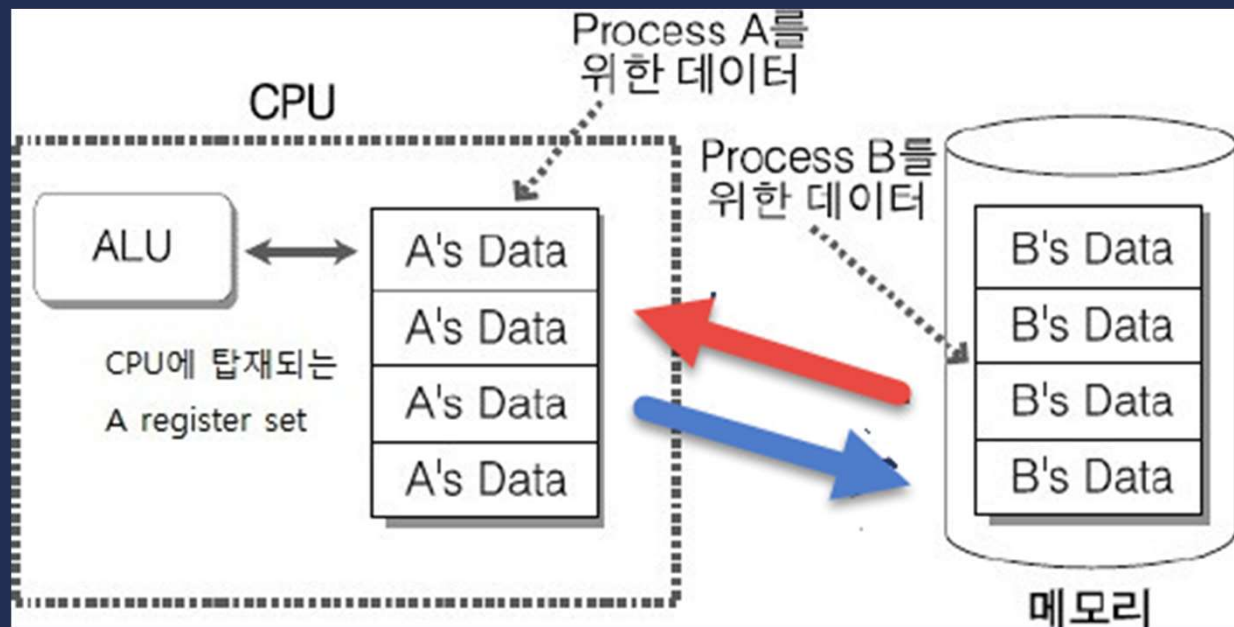 Process A를
위한 데이터
CPU
Process B를
위한 데이터
ALU
A's Data
A's Data
A's Data
A's Data
CPU에 탑재되는
A register set
B's Data
B's Data
B's Data
B's Data
메모리